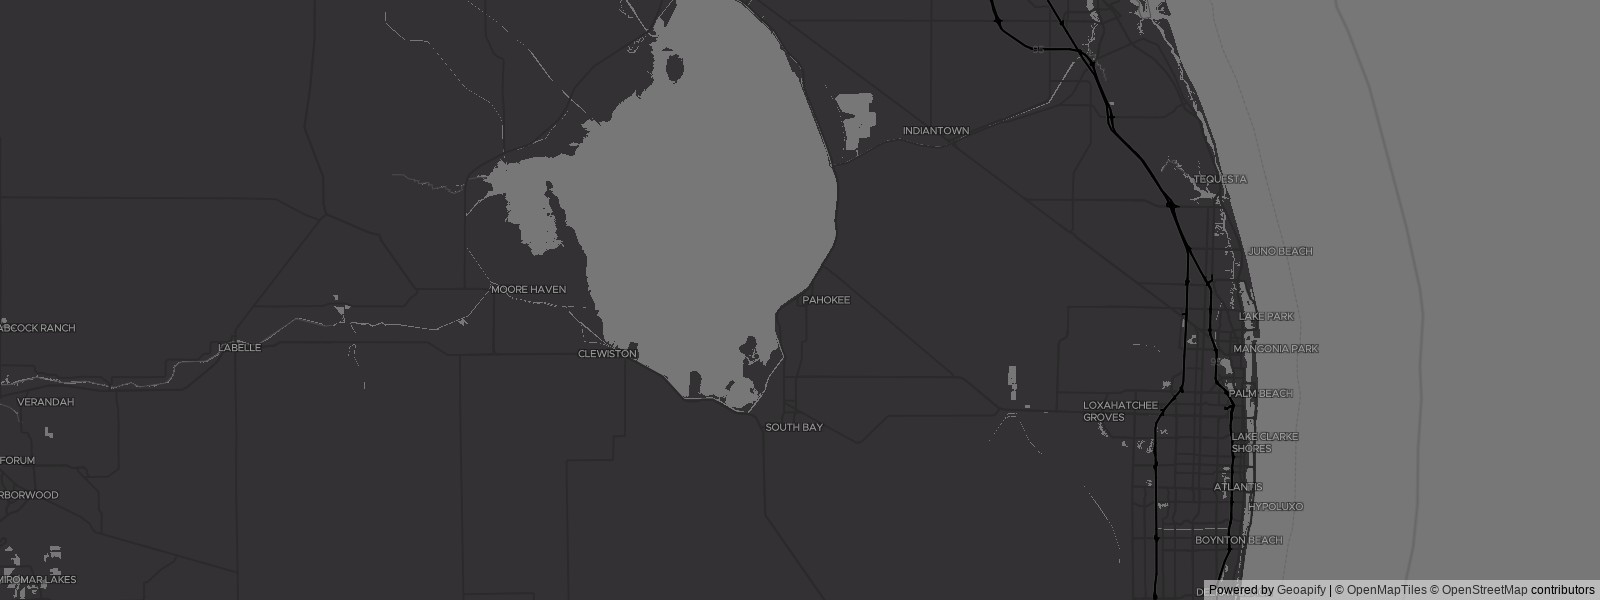 INDIANTOWN
TEQUESTA
JUNO BEACH
MOORE HAVEN
PAHOKEE
LAKE PARK
ABCOCK RANCH
LABELLE
CLEWISTON
MANGONIA PARK
PALM BEACH
VERANDAH
LOXAHATCHEE
GROVES
SOUTH BAY
LAKE CLARKE
SHORES
FORUM
ATLANTIS
RBORWOOD
HYPOLUXO
BOYNTON BEACH
MIROMAR LAKES
Powered by Geoapify | © OpenMapTiles © OpenStreetMap contributors